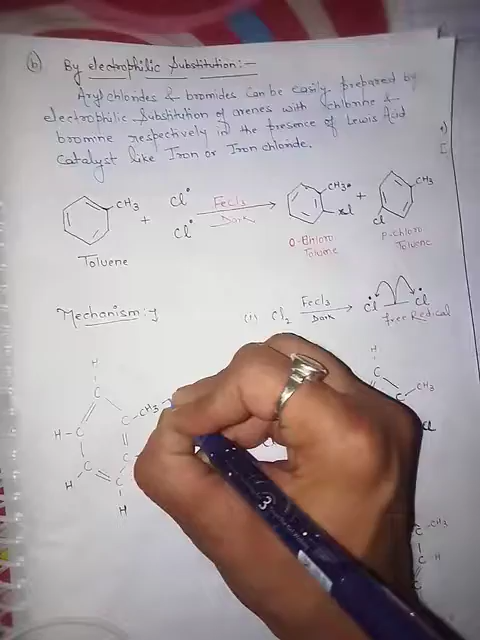 (b) By electrophilic Substitution:-
Aryl chlorides & bromides can be easily prepared by
electrophilic Substitution of arenes with chlorine &
bromine respectively in the presence of Lewis Acid
Catalyst like Iron or Iron chloride.
CH3 + Cl• Cl• FeCl3 Dark CH3 Cl + CH3 Cl
Toluene O-Chloro Toluene P-Chloro Toluene
Mechanism:- (i) Cl2 FeCl3 Dark Cl Cl
free Redical
H H
C C
C CH3 C CH3
H-C C Cl
C C
H C
H
3
C CH3
C H
C